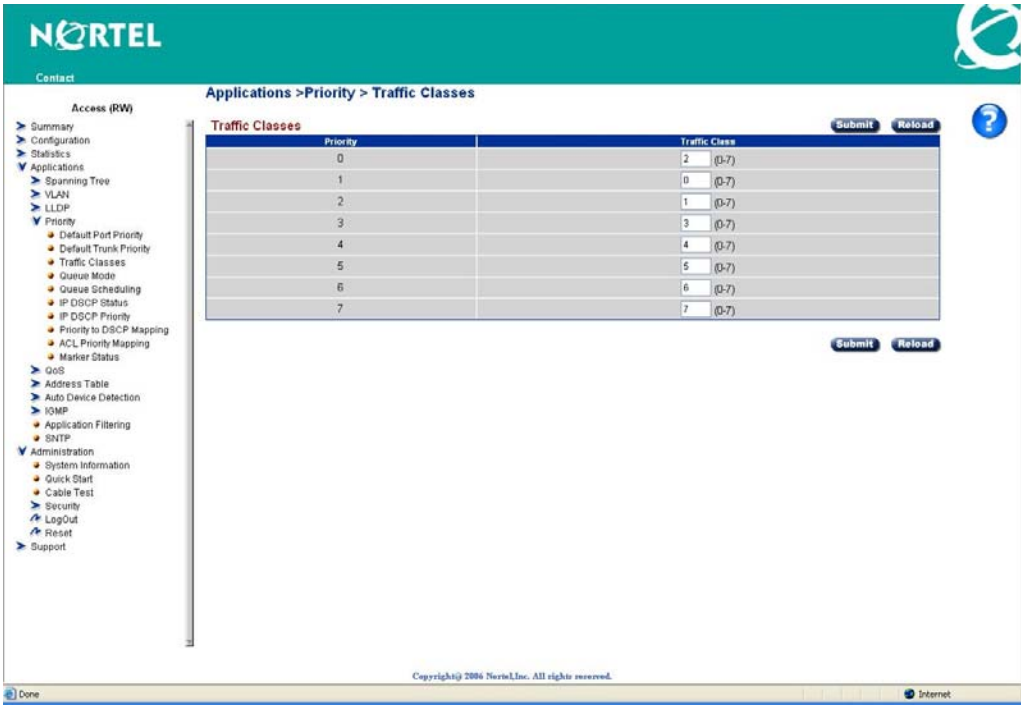 NORTEL
Contact
Access (RW)
Summary
Configuration
Statistics
Applications
Spanning Tree
VLAN
LLDP
Priority
Default Port Priority
Default Trunk Priority
Traffic Classes
Queue Mode
Queue Scheduling
IP DSCP Status
IP DSCP Priority
Priority to DSCP Mapping
ACL Priority Mapping
Marker Status
QoS
Address Table
Auto Device Detection
IGMP
Application Filtering
SNTP
Administration
System Information
Quick Start
Cable Test
Security
LogOut
Reset
Support
Applications >Priority > Traffic Classes
Traffic Classes
Submit Reload
?
Priority Traffic Class
0 2 (0-7)
1 0 (0-7)
2 1 (0-7)
3 3 (0-7)
4 4 (0-7)
5 5 (0-7)
6 6 (0-7)
7 7 (0-7)
Submit Reload
Copyright@ 2006 Nortel,Inc. All rights reserved.
Done Internet